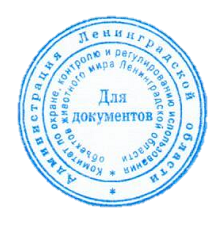 Администрация Ленинградской области *
Комитет по охране, контролю и регулированию использования объектов животного мира Ленинградской области *
Для
документов